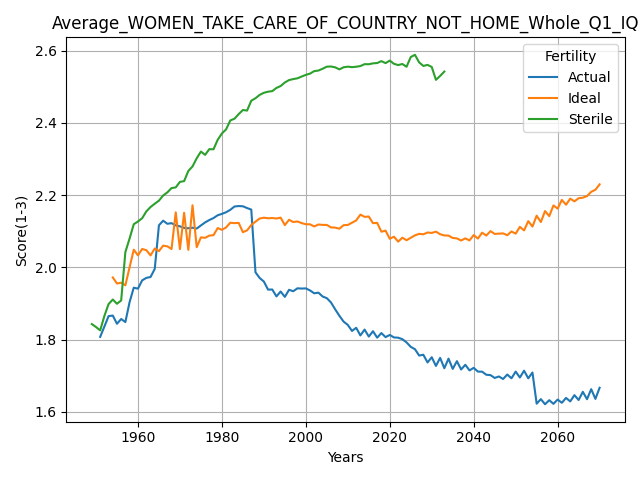 Average_WOMEN_TAKE_CARE_OF_COUNTRY_NOT_HOME_Whole_Q1_IQ
Fertility
Actual
Ideal
Sterile
Score(1-3)
2.6
2.4
2.2
2.0
1.8
1.6
1960
1980
2000
2020
2040
2060
Years